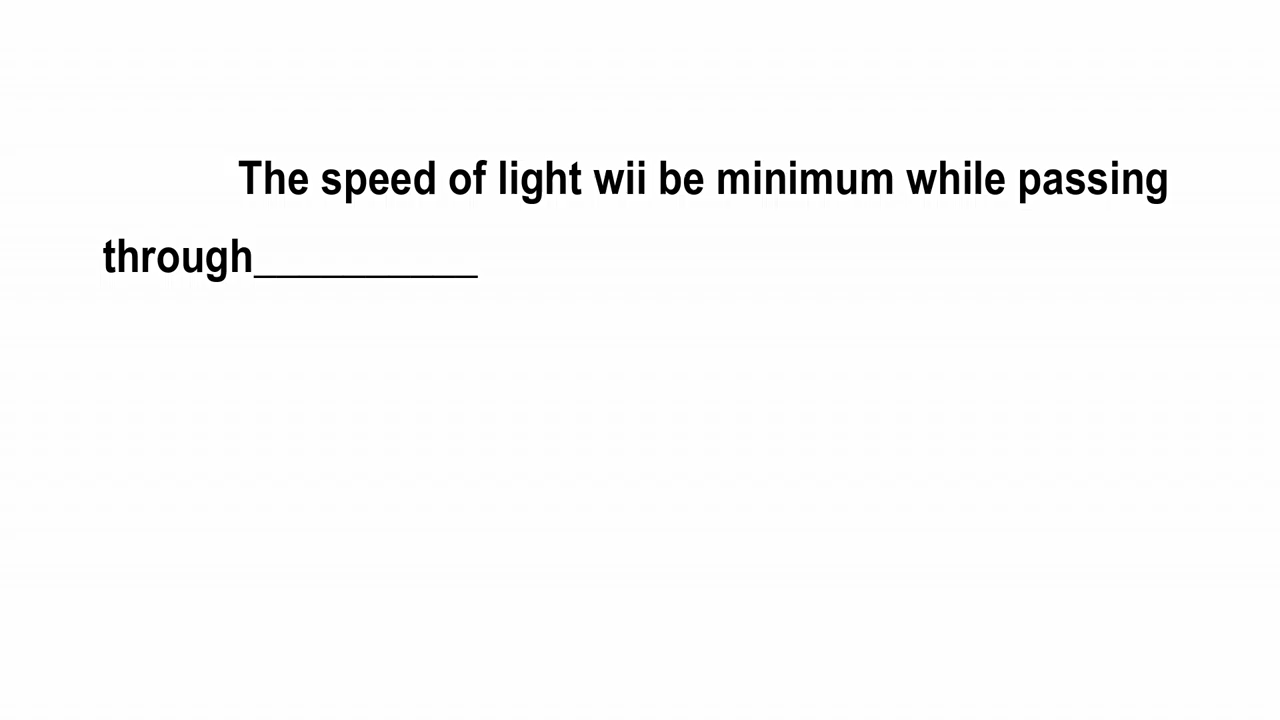 The speed of light wii be minimum while passing
through__________